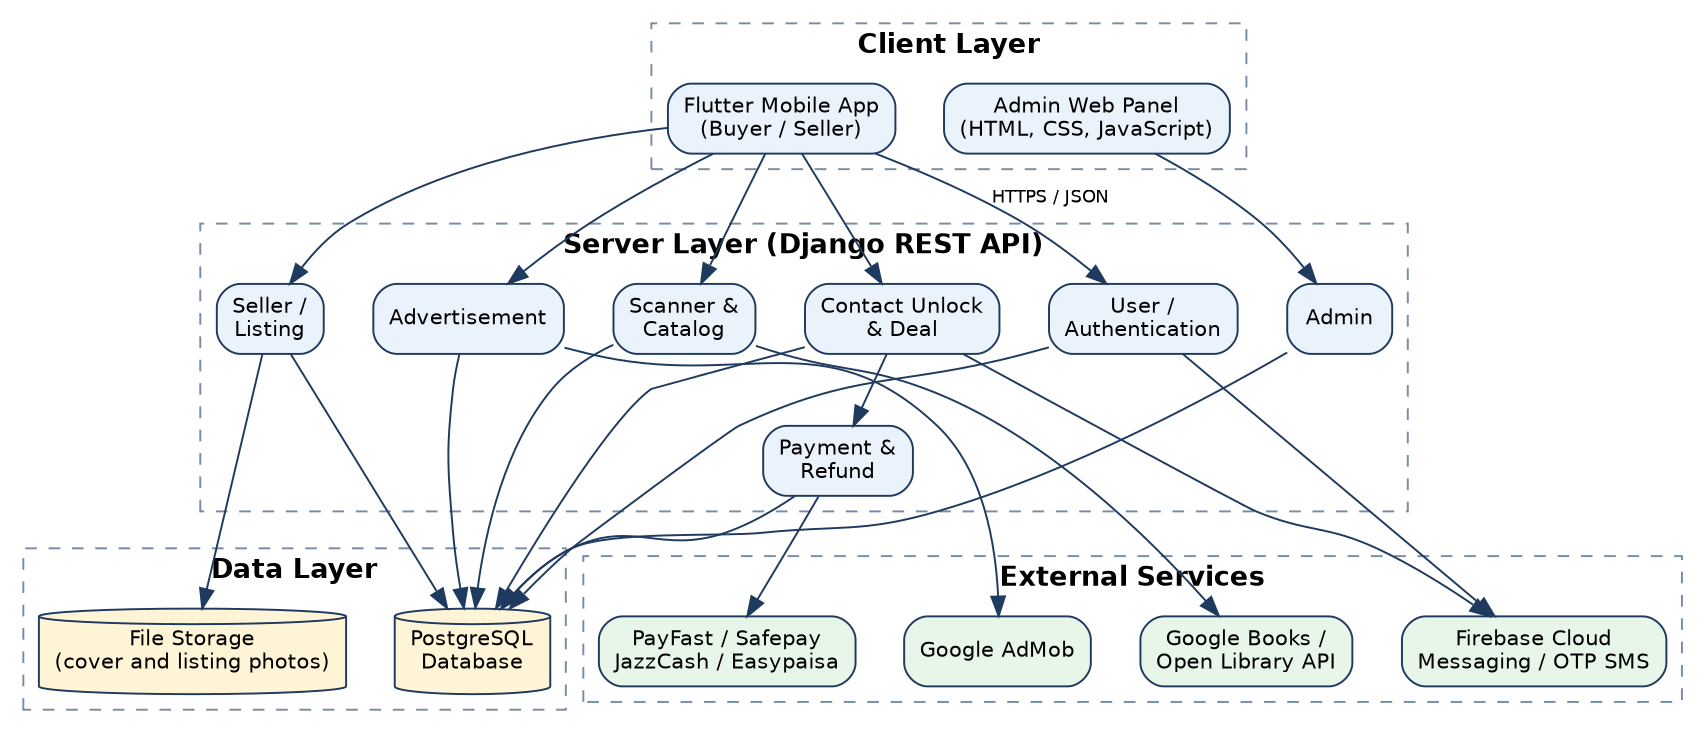 Client Layer
Flutter Mobile App
(Buyer / Seller)
Admin Web Panel
(HTML, CSS, JavaScript)
HTTPS / JSON
Server Layer (Django REST API)
Seller /
Listing
Advertisement
Scanner &
Catalog
Contact Unlock
& Deal
User /
Authentication
Admin
Payment &
Refund
Data Layer
File Storage
(cover and listing photos)
PostgreSQL
Database
External Services
PayFast / Safepay
JazzCash / Easypaisa
Google AdMob
Google Books /
Open Library API
Firebase Cloud
Messaging / OTP SMS